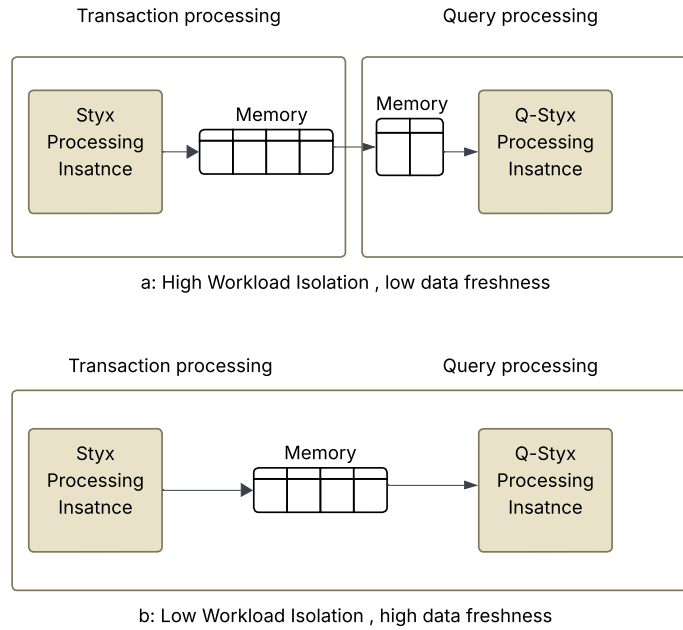 Transaction processing
Query processing
Styx
Processing
Insatnce
Memory
Memory
Q-Styx
Processing
Insatnce
a: High Workload Isolation , low data freshness
Transaction processing
Query processing
Styx
Processing
Insatnce
Memory
Q-Styx
Processing
Insatnce
b: Low Workload Isolation , high data freshness